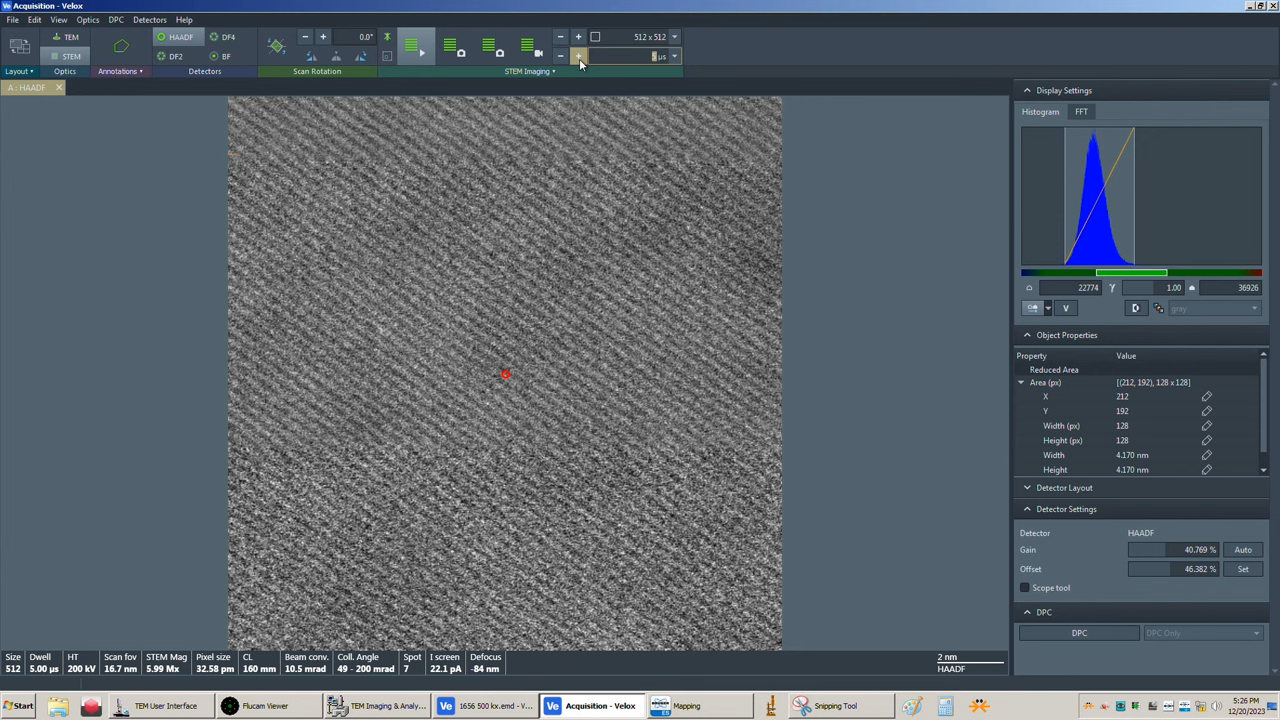 Acquisition - Velox
File Edit View Optics DPC Detectors Help
TEM HAADF DF4 0.0° 512 x 512
STEM DF2 BF µs
Layout Optics Annotations Detectors Scan Rotation STEM Imaging
A : HAADF
Display Settings
Histogram FFT
22774 γ 1.00 36926
V gray
Object Properties
Property Value
Reduced Area
Area (px) [(212, 192), 128 x 128]
X 212
Y 192
Width (px) 128
Height (px) 128
Width 4.170 nm
Height 4.170 nm
Detector Layout
Detector Settings
Detector HAADF
Gain 40.769 % Auto
Offset 46.382 % Set
Scope tool
DPC
DPC DPC Only
Size Dwell HT Scan fov STEM Mag Pixel size CL Beam conv. Coll. Angle Spot I screen Defocus 2 nm
512 5.00 µs 200 kV 16.7 nm 5.99 Mx 32.58 pm 160 mm 10.5 mrad 49 - 200 mrad 7 22.1 pA -84 nm HAADF
Start TEM User Interface Flucam Viewer TEM Imaging & Analy... Ve 1656 500 kx.emd - V... Ve Acquisition - Velox ES Mapping Snipping Tool 5:26 PM
12/20/2023